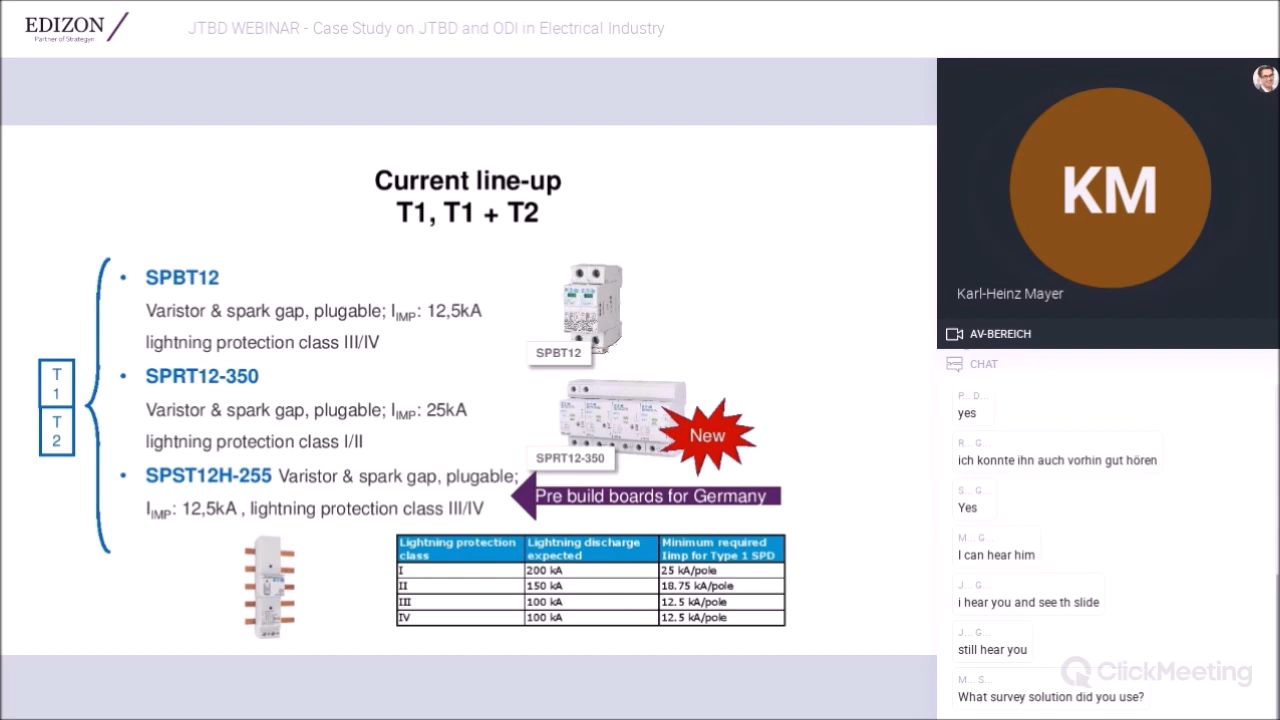 EDIZON
Partner of Strategyn
JTBD WEBINAR - Case Study on JTBD and ODI in Electrical Industry
Current line-up
T1, T1 + T2
T
1
T
2
• SPBT12
Varistor & spark gap, plugable; IIMP: 12,5kA
lightning protection class III/IV
• SPRT12-350
Varistor & spark gap, plugable; IIMP: 25kA
lightning protection class I/II
• SPST12H-255 Varistor & spark gap, plugable;
IIMP: 12,5kA , lightning protection class III/IV
SPBT12
SPRT12-350
New
Pre build boards for Germany
Lightning protection class Lightning discharge expected Minimum required Iimp for Type 1 SPD
I 200 kA 25 kA/pole
II 150 kA 18.75 kA/pole
III 100 kA 12.5 kA/pole
IV 100 kA 12.5 kA/pole
KM
Karl-Heinz Mayer
AV-BEREICH
CHAT
P... D...
yes
R... G...
ich konnte ihn auch vorhin gut hören
S... G...
Yes
M... G...
I can hear him
J... G...
i hear you and see th slide
J... G...
still hear you
M... S...
What survey solution did you use?
ClickMeeting